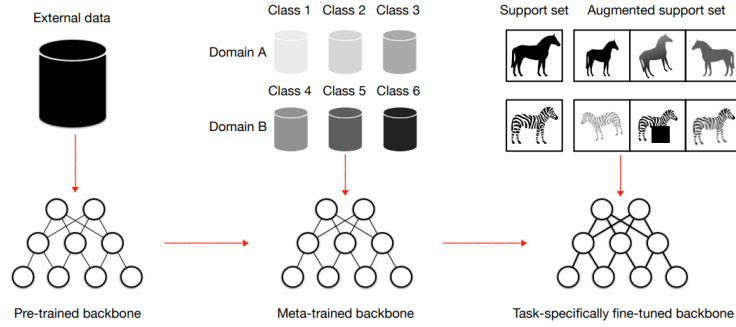 External data
Class 1 Class 2 Class 3
Domain A
Class 4 Class 5 Class 6
Domain B
Support set Augmented support set
Pre-trained backbone
Meta-trained backbone
Task-specifically fine-tuned backbone